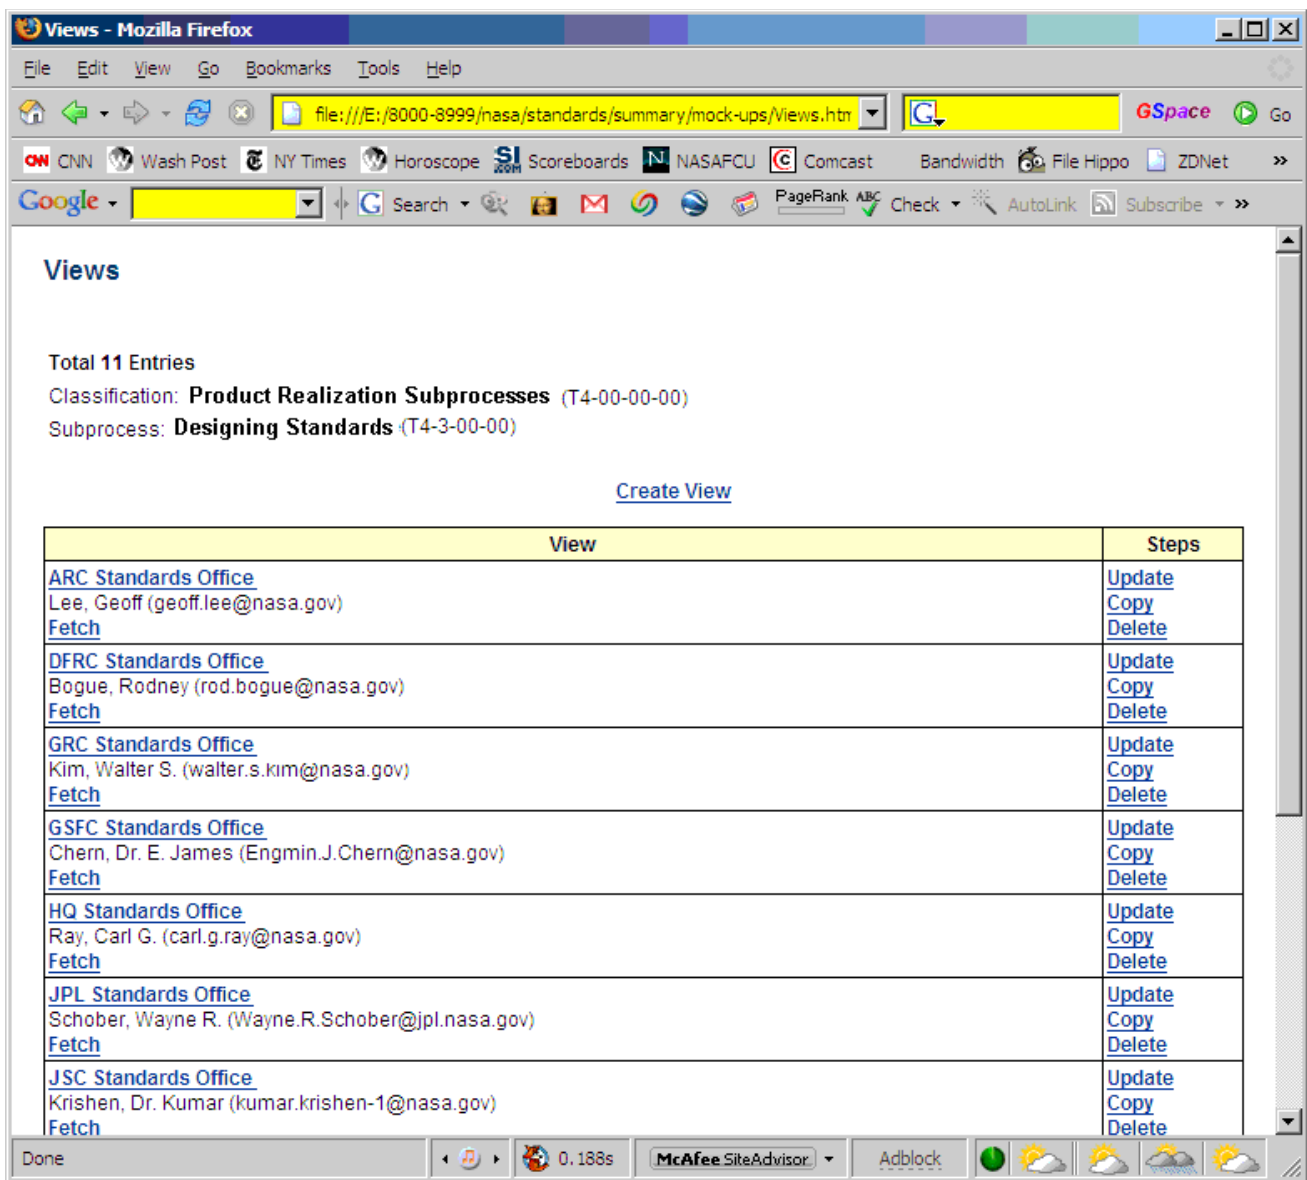 Views - Mozilla Firefox
File Edit View Go Bookmarks Tools Help
file:///E:/8000-8999/nasa/standards/summary/mock-ups/Views.htm G GSpace Go
CNN CNN Wash Post NY Times Horoscope SI.COM Scoreboards N NASAFCU C Comcast Bandwidth File Hippo ZDNet »
Google G Search PageRank ABC Check AutoLink Subscribe »
Views
Total 11 Entries
Classification: Product Realization Subprocesses (T4-00-00-00)
Subprocess: Designing Standards (T4-3-00-00)
Create View
View Steps
ARC Standards Office Update
Lee, Geoff (geoff.lee@nasa.gov) Copy
Fetch Delete
DFRC Standards Office Update
Bogue, Rodney (rod.bogue@nasa.gov) Copy
Fetch Delete
GRC Standards Office Update
Kim, Walter S. (walter.s.kim@nasa.gov) Copy
Fetch Delete
GSFC Standards Office Update
Chern, Dr. E. James (Engmin.J.Chern@nasa.gov) Copy
Fetch Delete
HQ Standards Office Update
Ray, Carl G. (carl.g.ray@nasa.gov) Copy
Fetch Delete
JPL Standards Office Update
Schober, Wayne R. (Wayne.R.Schober@jpl.nasa.gov) Copy
Fetch Delete
JSC Standards Office Update
Krishen, Dr. Kumar (kumar.krishen-1@nasa.gov) Copy
Fetch Delete
Done 0.188s McAfee SiteAdvisor Adblock